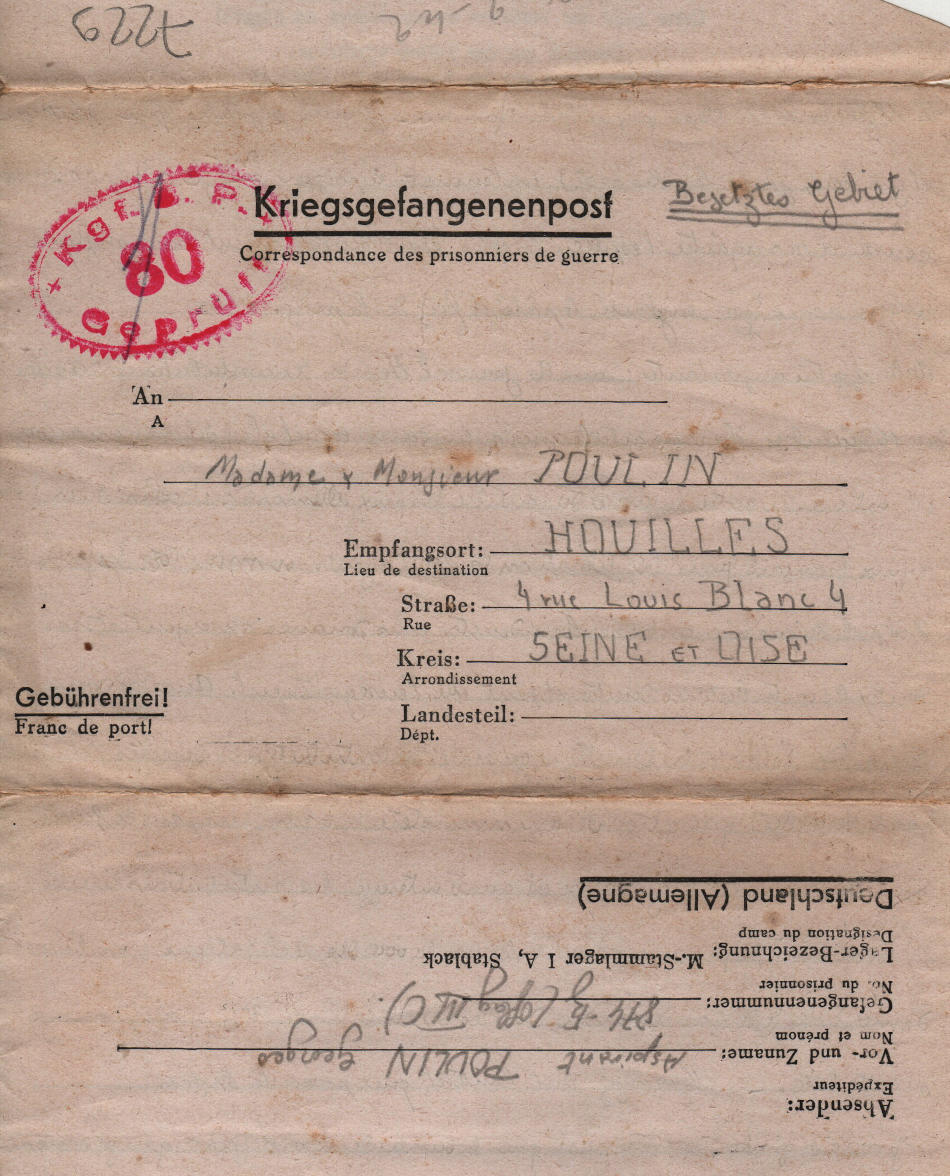 7229
Kgf. P.
80
Geprüft
Kriegsgefangenenpost
Besetztes Gebiet
Correspondance des prisonniers de guerre
An
A
Madame & Monsieur POULIN
Empfangsort: HOUILLES
Lieu de destination
Straße: 4 rue Louis Blanc 4
Rue
Kreis: SEINE ET OISE
Arrondissement
Landesteil:
Dépt.
Gebührenfrei!
Franc de port!
Absender:
Expéditeur
Vor- und Zuname: Aspirant POULIN Georges
Nom et prénom
Gefangenennummer: (Oflag III C)
No. du prisonnier
Lager-Bezeichnung: M.-Stammlager I A, Stablack
Désignation du camp
Deutschland (Allemagne)